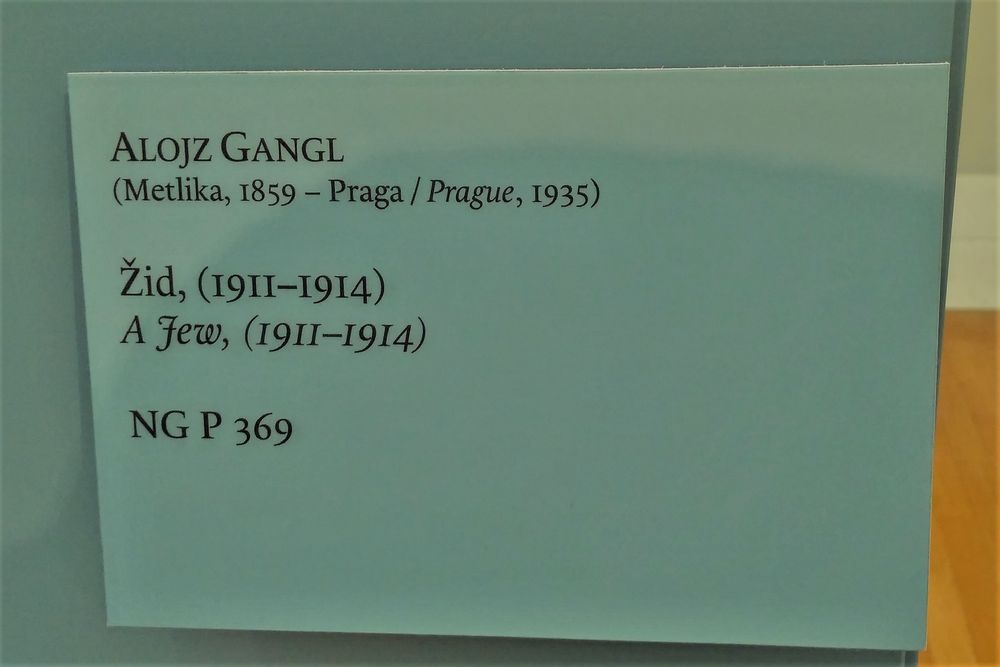 Alojz Gangl
(Metlika, 1859 – Praga / Prague, 1935)
Žid, (1911–1914)
A Jew, (1911–1914)
NG P 369